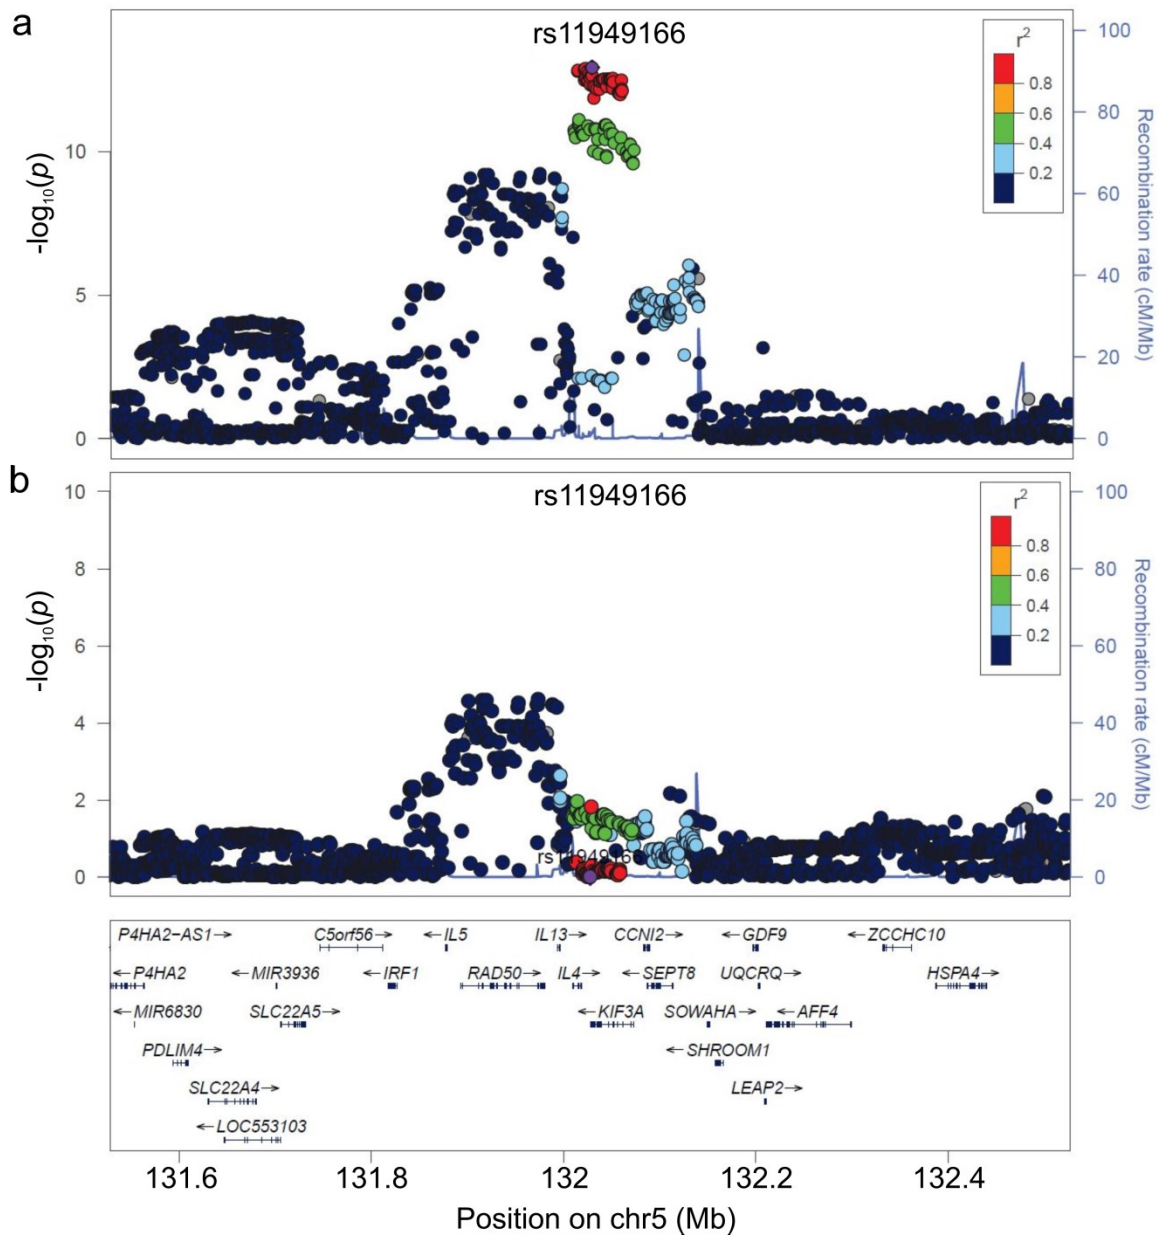 a
rs11949166
-log₁₀(p)
10
5
0
r²
0.8
0.6
0.4
0.2
100
80
60
40
20
0
Recombination rate (cM/Mb)
b
rs11949166
-log₁₀(p)
10
8
6
4
2
0
r²
0.8
0.6
0.4
0.2
100
80
60
40
20
0
Recombination rate (cM/Mb)
rs11949166
P4HA2−AS1→ C5orf56→ ←IL5 IL13→ CCNI2→ ←GDF9 ←ZCCHC10
←P4HA2 ←MIR3936 ←IRF1 RAD50→ IL4→ ←SEPT8 UQCRQ→ HSPA4→
←MIR6830 SLC22A5→ ←KIF3A SOWAHA→ ←AFF4
PDLIM4→ ←SHROOM1
SLC22A4→ LEAP2→
←LOC553103
131.6 131.8 132 132.2 132.4
Position on chr5 (Mb)